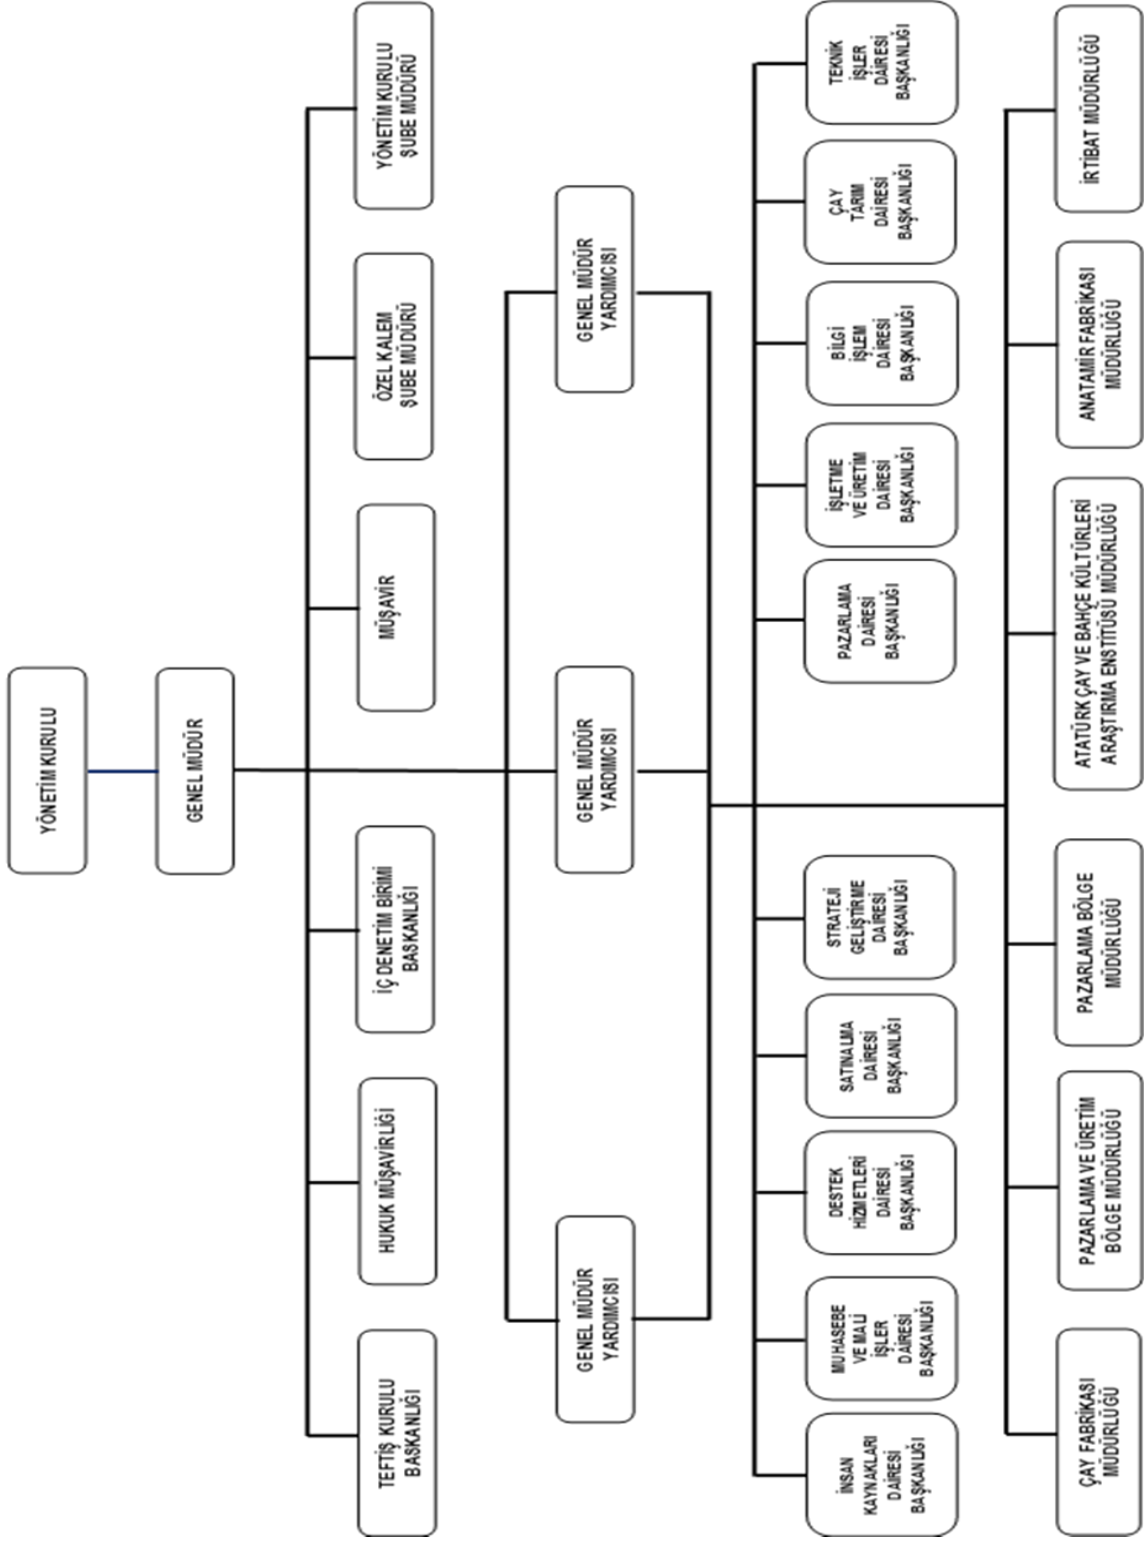 YÖNETİM KURULU
GENEL MÜDÜR
TEFTİŞ KURULU
BASKANLIĞI
HUKUK MÜŞAVİRLİĞİ
İÇ DENETİM BİRİMİ
BASKANLIĞI
MÜŞAVİR
ÖZEL KALEM
ŞUBE MÜDÜRÜ
YÖNETİM KURULU
ŞUBE MÜDÜRÜ
GENEL MÜDÜR
YARDIMCISI
GENEL MÜDÜR
YARDIMCISI
GENEL MÜDÜR
YARDIMCISI
İNSAN
KAYNAKLARI
DAİRESİ
BAŞKANLIĞI
MUHASEBE
VE MALİ
İŞLER
DAİRESİ
BAŞKANLIĞI
DESTEK
HİZMETLERİ
DAİRESİ
BAŞKANLIĞI
SATINALMA
DAİRESİ
BAŞKANLIĞI
STRATEJİ
GELİŞTİRME
DAİRESİ
BAŞKANLIĞI
PAZARLAMA
DAİRESİ
BAŞKANLIĞI
İŞLETME
VE ÜRETİM
DAİRESİ
BAŞKANLIĞI
BİLGİ
İŞLEM
DAİRESİ
BAŞKANLIĞI
ÇAY
TARIM
DAİRESİ
BAŞKANLIĞI
TEKNİK
İŞLER
DAİRESİ
BAŞKANLIĞI
ÇAY FABRİKASI
MÜDÜRLÜĞÜ
PAZARLAMA VE ÜRETİM
BÖLGE MÜDÜRLÜĞÜ
PAZARLAMA BÖLGE
MÜDÜRLÜĞÜ
ATATÜRK ÇAY VE BAHÇE KÜLTÜRLERİ
ARAŞTIRMA ENSTİTÜSÜ MÜDÜRLÜĞÜ
ANATAMİR FABRİKASI
MÜDÜRLÜĞÜ
İRTİBAT MÜDÜRLÜĞÜ